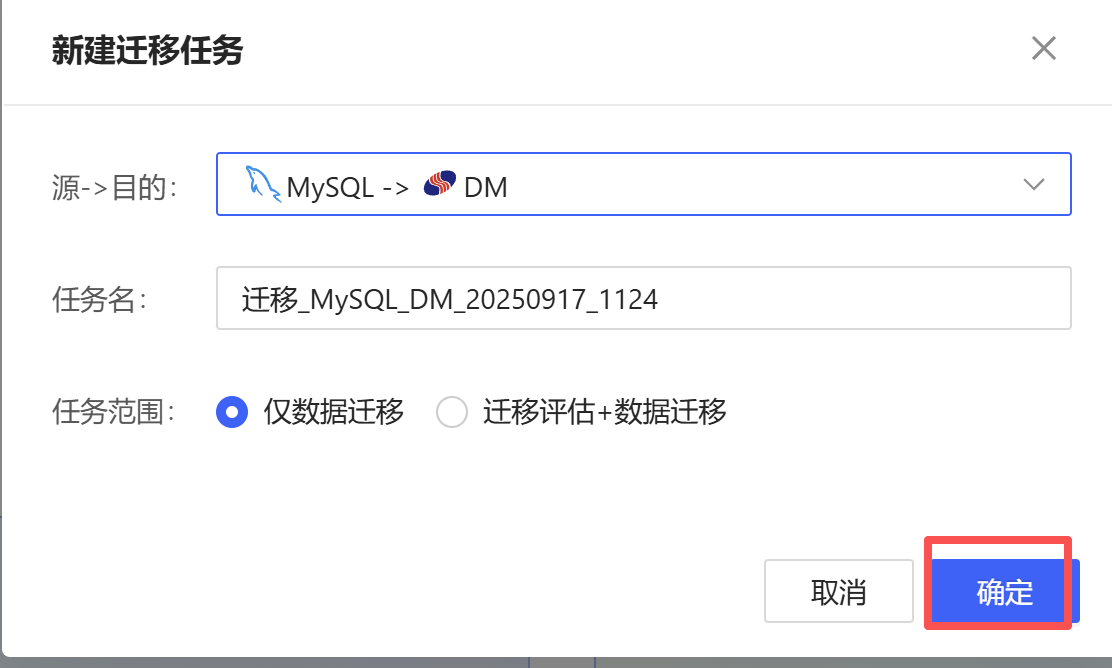 新建迁移任务
源->目的： MySQL -> DM
任务名： 迁移_MySQL_DM_20250917_1124
任务范围： 仅数据迁移 迁移评估+数据迁移
取消 确定